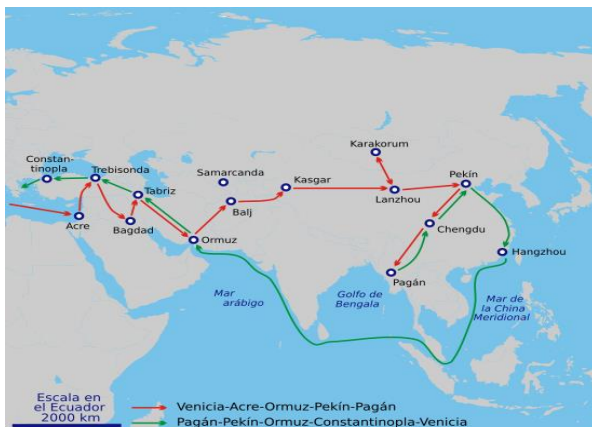 Karakorum
Constan-
tinopla
Trebisonda
Samarcanda
Kasgar
Pekín
Tabriz
Lanzhou
Balj
Acre
Bagdad
Ormuz
Chengdu
Hangzhou
Pagán
Mar
arábigo
Golfo de
Bengala
Mar de
la China
Meridional
Escala en
el Ecuador
2000 km
Venicia-Acre-Ormuz-Pekín-Pagán
Pagán-Pekín-Ormuz-Constantinopla-Venicia